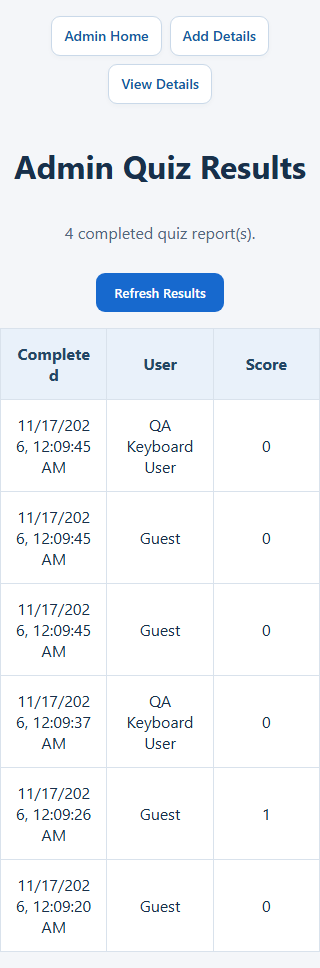 Admin Home
Add Details
View Details
Admin Quiz Results
4 completed quiz report(s).
Refresh Results
Complete
d
User
Score
11/17/202
6, 12:09:45
AM
QA
Keyboard
User
0
11/17/202
6, 12:09:45
AM
Guest
0
11/17/202
6, 12:09:45
AM
Guest
0
11/17/202
6, 12:09:37
AM
QA
Keyboard
User
0
11/17/202
6, 12:09:26
AM
Guest
1
11/17/202
6, 12:09:20
AM
Guest
0